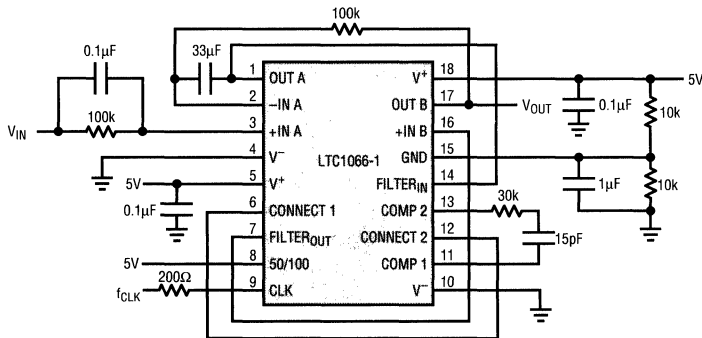 100k
0.1µF
33µF
1 OUT A V+ 18 5V
2 –IN A OUT B 17 VOUT 0.1µF 10k
VIN 100k 3 +IN A +IN B 16
4 V– LTC1066-1 GND 15
5V 5 V+ FILTERIN 14 1µF 10k
0.1µF 6 CONNECT 1 COMP 2 13 30k
7 FILTEROUT CONNECT 2 12 15pF
5V 8 50/100 COMP 1 11
fCLK 200Ω 9 CLK V– 10